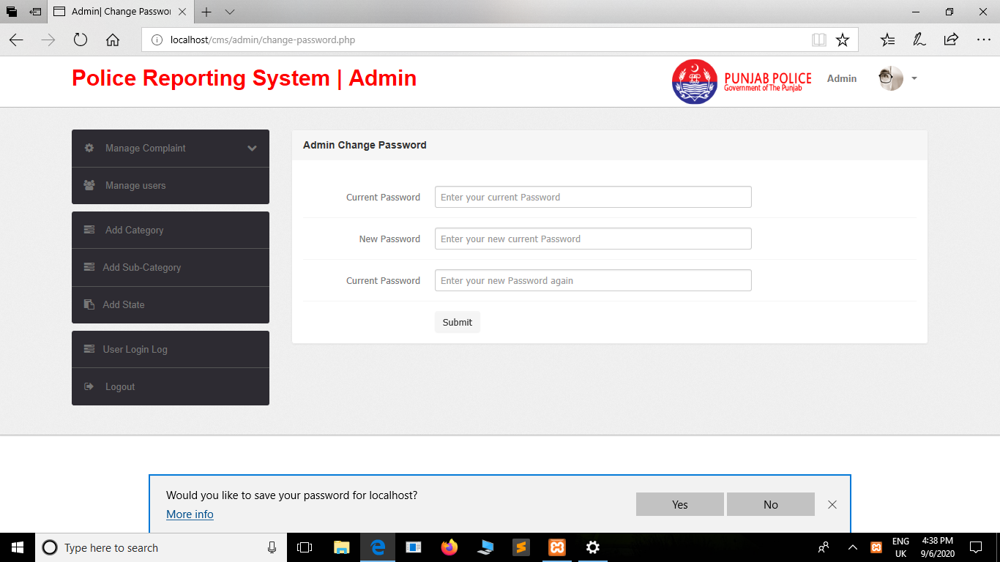 Admin| Change Passwor
localhost/cms/admin/change-password.php
Police Reporting System | Admin
PUNJAB POLICE
Government of The Punjab
Admin
Manage Complaint
Manage users
Add Category
Add Sub-Category
Add State
User Login Log
Logout
Admin Change Password
Current Password
Enter your current Password
New Password
Enter your new current Password
Current Password
Enter your new Password again
Submit
Would you like to save your password for localhost?
More info
Yes
No
Type here to search
ENG
UK
4:38 PM
9/6/2020